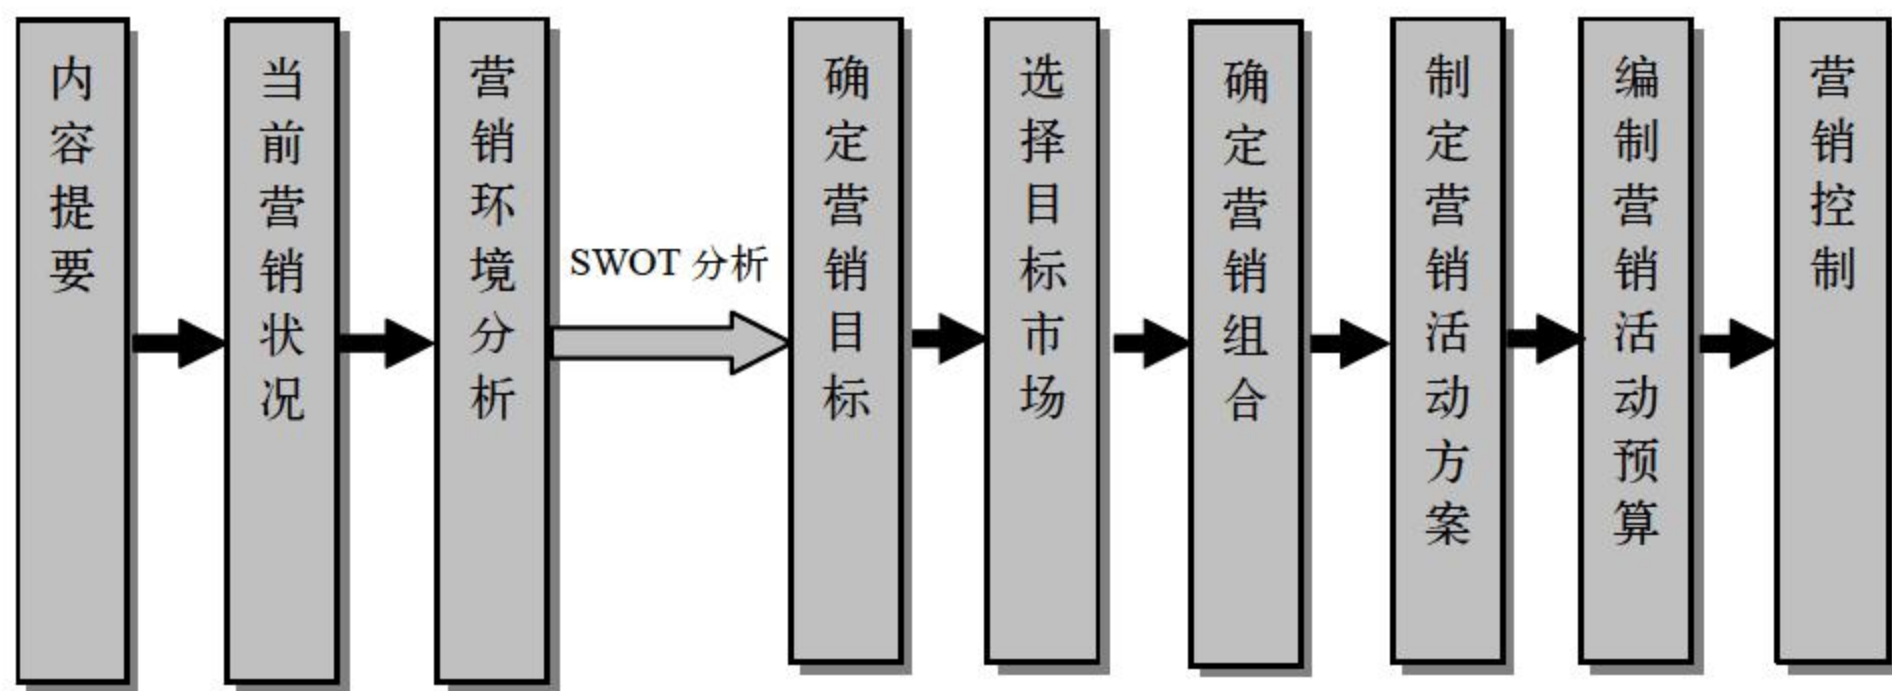 内容提要
当前营销状况
营销环境分析
SWOT 分析
确定营销目标
选择目标市场
确定营销组合
制定营销活动方案
编制营销活动预算
营销控制